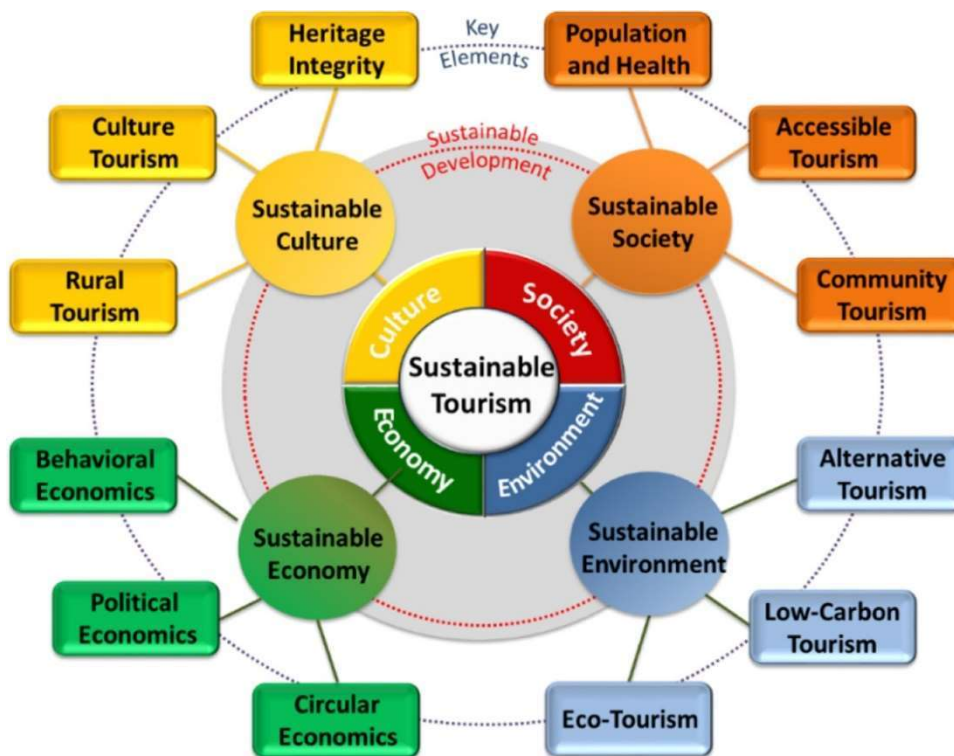 Heritage
Integrity
Key
Elements
Population
and Health
Culture
Tourism
Sustainable
Development
Accessible
Tourism
Sustainable
Culture
Sustainable
Society
Rural
Tourism
Community
Tourism
Culture
Society
Sustainable
Tourism
Economy
Environment
Behavioral
Economics
Alternative
Tourism
Sustainable
Economy
Sustainable
Environment
Political
Economics
Low-Carbon
Tourism
Circular
Economics
Eco-Tourism